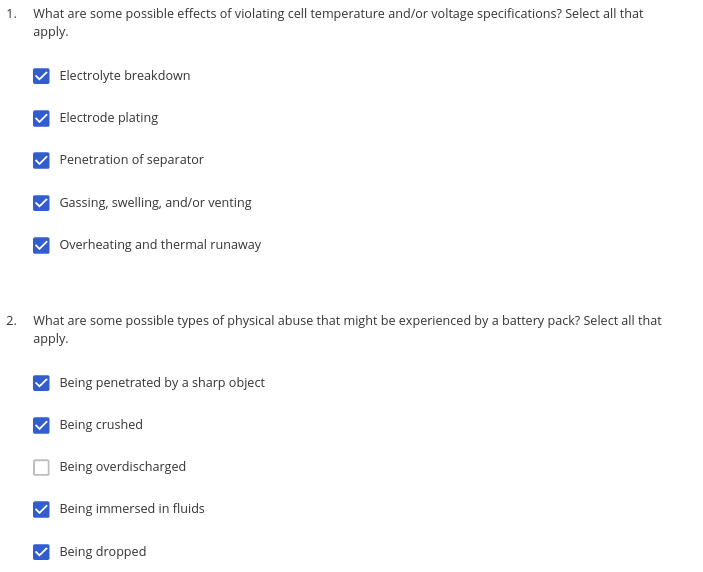 1. What are some possible effects of violating cell temperature and/or voltage specifications? Select all that
apply.
Electrolyte breakdown
Electrode plating
Penetration of separator
Gassing, swelling, and/or venting
Overheating and thermal runaway
2. What are some possible types of physical abuse that might be experienced by a battery pack? Select all that
apply.
Being penetrated by a sharp object
Being crushed
Being overdischarged
Being immersed in fluids
Being dropped